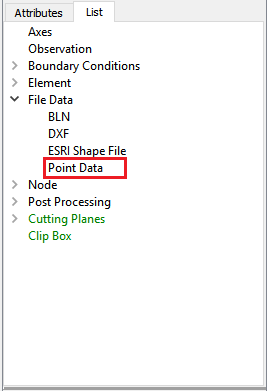 Attributes List
Axes
Observation
Boundary Conditions
Element
File Data
BLN
DXF
ESRI Shape File
Point Data
Node
Post Processing
Cutting Planes
Clip Box